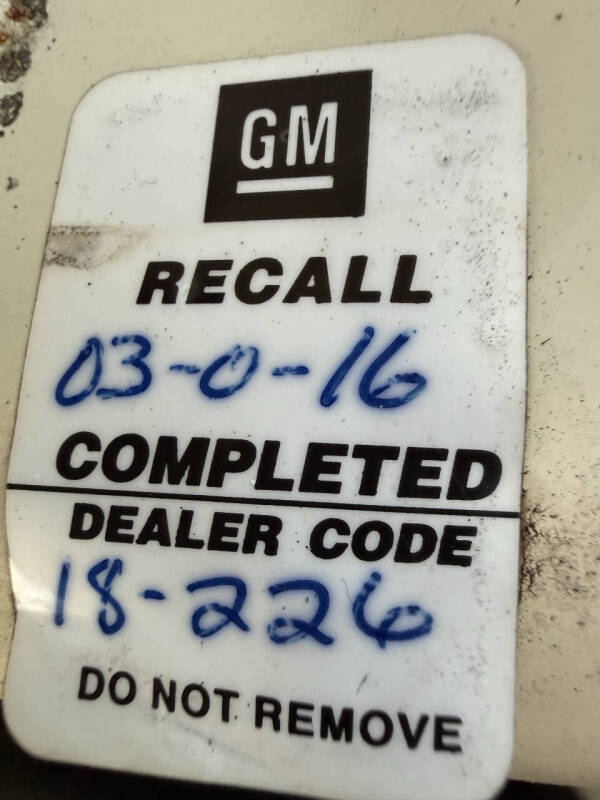 GM
RECALL
03-0-16
COMPLETED
DEALER CODE
18-226
DO NOT REMOVE